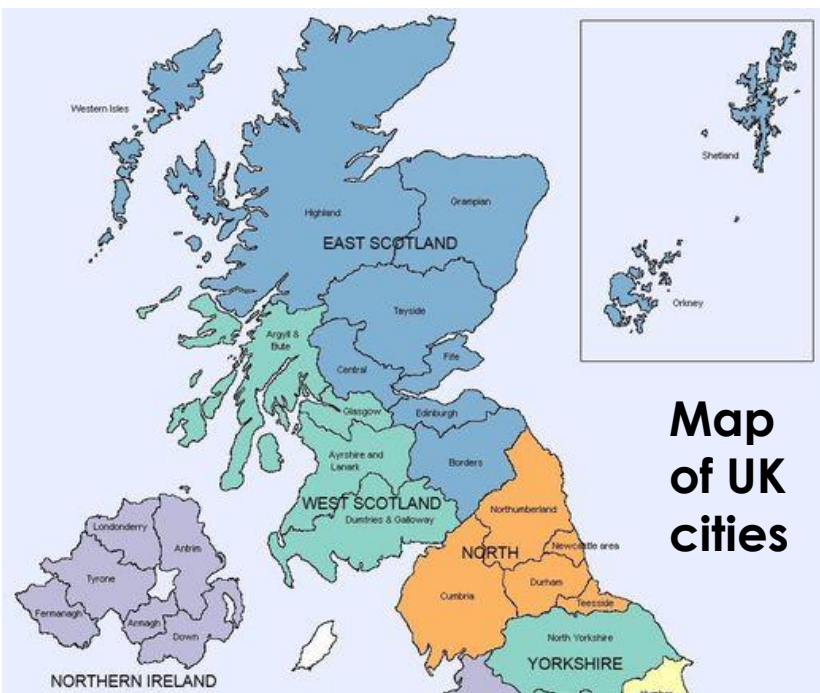 Western Isles
Shetland
Highland
Grampian
EAST SCOTLAND
Orkney
Tayside
Argyll &
Bute
Central
Fife
Glasgow
Edinburgh
Map
of UK
cities
Ayrshire and
Lanark
Borders
WEST SCOTLAND
Dumfries & Galloway
Northumberland
Londonderry
Antrim
NORTH
Newcastle area
Tyrone
Durham
Cumbria
Teesside
Fermanagh
Armagh
Down
North Yorkshire
YORKSHIRE
NORTHERN IRELAND